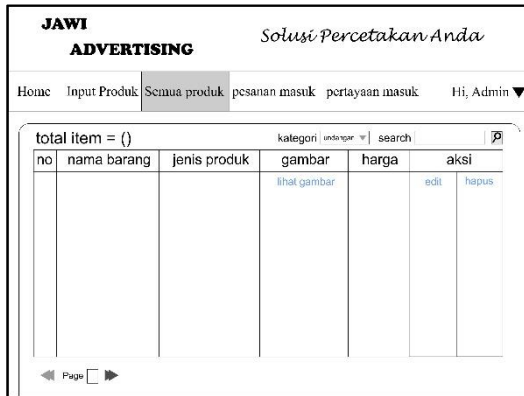 JAWI
ADVERTISING
Solusi Percetakan Anda
Home Input Produk Semua produk pesanan masuk pertayaan masuk Hi, Admin
total item = () kategori undangan search
no nama barang jenis produk gambar harga aksi
lihat gambar edit hapus
Page